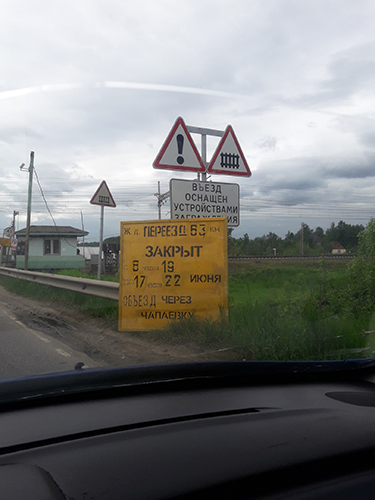 !
ВЪЕЗД
ОСНАЩЕН
УСТРОЙСТВАМИ
ЗАГРАЖДЕНИЯ
Ж.Д. ПЕРЕЕЗД 63 КМ
ЗАКРЫТ
С 8 ЧАСОВ 19
ДО 17 ЧАСОВ 22 ИЮНЯ
ОБЪЕЗД ЧЕРЕЗ
ЧАПАЕВКУ